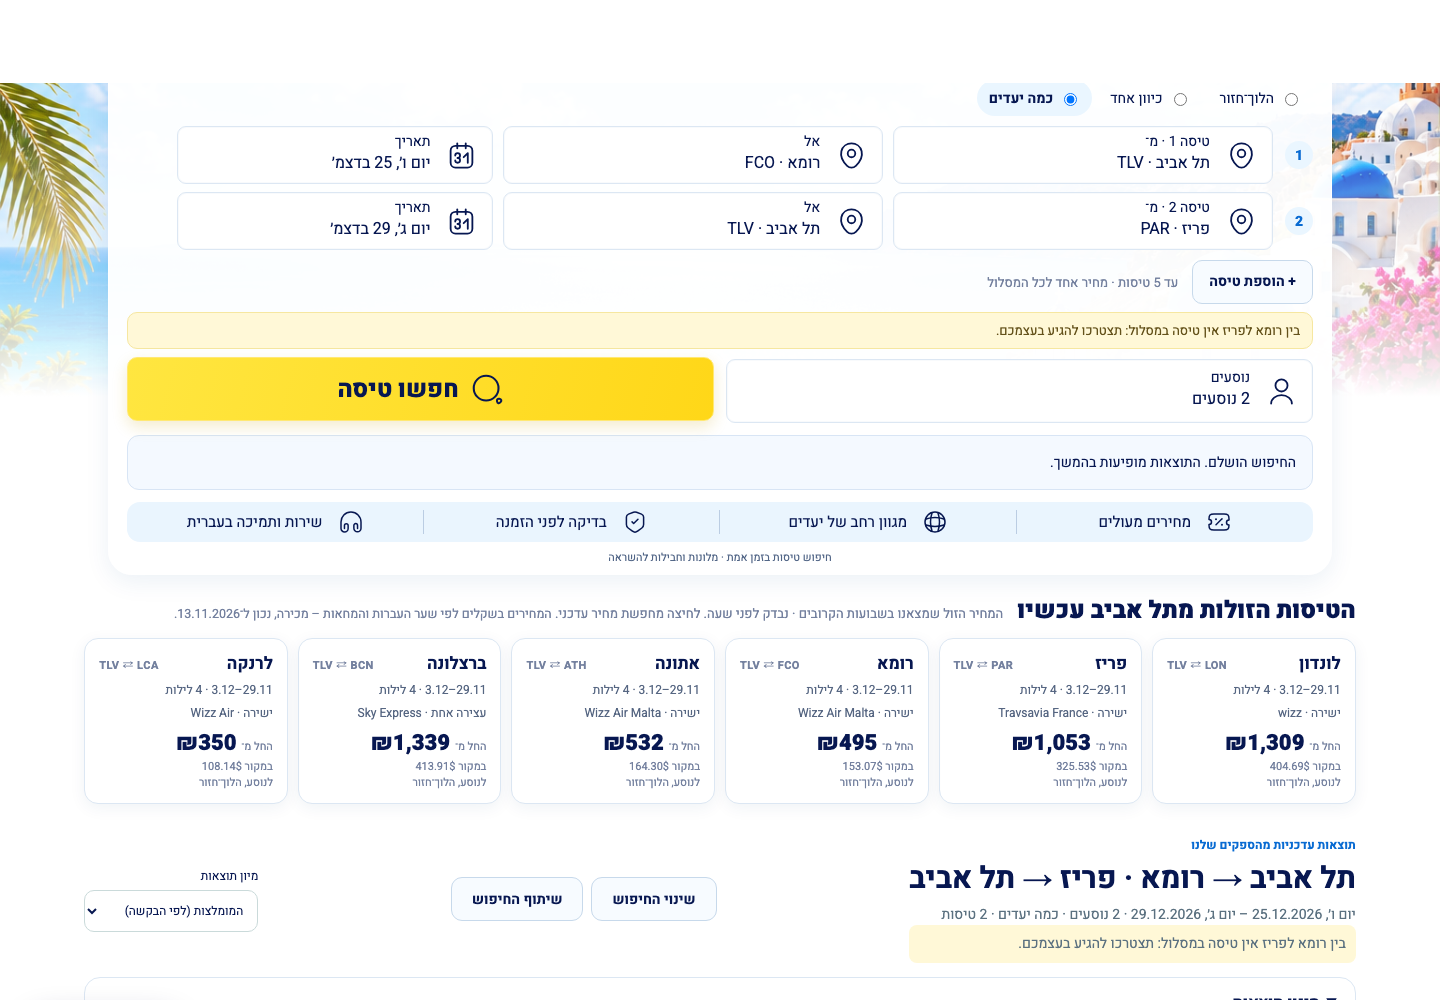 הלוך־חזור
כיוון אחד
כמה יעדים
1
טיסה 1 · מ־
תל אביב · TLV
אל
רומא · FCO
31
תאריך
יום ו׳, 25 בדצמ׳
2
טיסה 2 · מ־
פריז · PAR
אל
תל אביב · TLV
31
תאריך
יום ג׳, 29 בדצמ׳
+ הוספת טיסה
עד 5 טיסות · מחיר אחד לכל המסלול
בין רומא לפריז אין טיסה במסלול: תצטרכו להגיע בעצמכם.
נוסעים
2 נוסעים
חפשו טיסה
החיפוש הושלם. התוצאות מופיעות בהמשך.
מחירים מעולים
מגוון רחב של יעדים
בדיקה לפני הזמנה
שירות ותמיכה בעברית
חיפוש טיסות בזמן אמת · מלונות וחבילות להשראה
הטיסות הזולות מתל אביב עכשיו
המחיר הזול שמצאנו בשבועות הקרובים · נבדק לפני שעה. לחיצה מחפשת מחיר עדכני. המחירים בשקלים לפי שער העברות והמחאות – מכירה, נכון ל־13.11.2026.
לונדון
TLV ⇄ LON
29.11–3.12 · 4 לילות
ישירה · wizz
החל מ־ ₪1,309
במקור 404.69$
לנוסע, הלוך־חזור
פריז
TLV ⇄ PAR
29.11–3.12 · 4 לילות
ישירה · Travsavia France
החל מ־ ₪1,053
במקור 325.53$
לנוסע, הלוך־חזור
רומא
TLV ⇄ FCO
29.11–3.12 · 4 לילות
ישירה · Wizz Air Malta
החל מ־ ₪495
במקור 153.07$
לנוסע, הלוך־חזור
אתונה
TLV ⇄ ATH
29.11–3.12 · 4 לילות
ישירה · Wizz Air Malta
החל מ־ ₪532
במקור 164.30$
לנוסע, הלוך־חזור
ברצלונה
TLV ⇄ BCN
29.11–3.12 · 4 לילות
עצירה אחת · Sky Express
החל מ־ ₪1,339
במקור 413.91$
לנוסע, הלוך־חזור
לרנקה
TLV ⇄ LCA
29.11–3.12 · 4 לילות
ישירה · Wizz Air
החל מ־ ₪350
במקור 108.14$
לנוסע, הלוך־חזור
תוצאות עדכניות מהספקים שלנו
תל אביב → רומא · פריז → תל אביב
יום ו׳, 25.12.2026 – יום ג׳, 29.12.2026 · 2 נוסעים · כמה יעדים · 2 טיסות
בין רומא לפריז אין טיסה במסלול: תצטרכו להגיע בעצמכם.
שינוי החיפוש
שיתוף החיפוש
מיון תוצאות
המומלצות (לפי הבקשה)